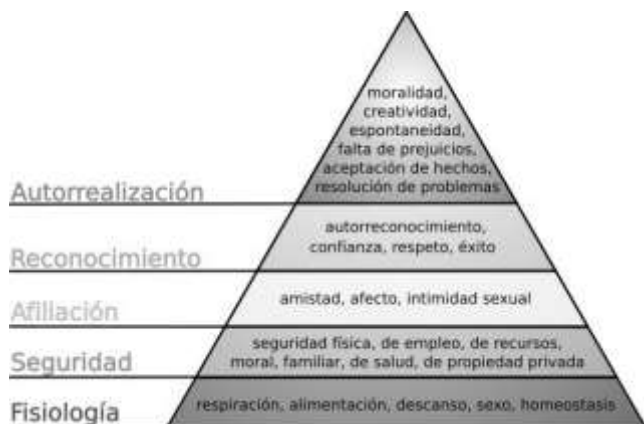 moralidad,
creatividad,
espontaneidad,
falta de prejuicios,
aceptación de hechos,
resolución de problemas
Autorrealización
autorreconocimiento,
confianza, respeto, éxito
Reconocimiento
amistad, afecto, intimidad sexual
Afiliación
seguridad física, de empleo, de recursos,
moral, familiar, de salud, de propiedad privada
Seguridad
respiración, alimentación, descanso, sexo, homeostasis
Fisiología